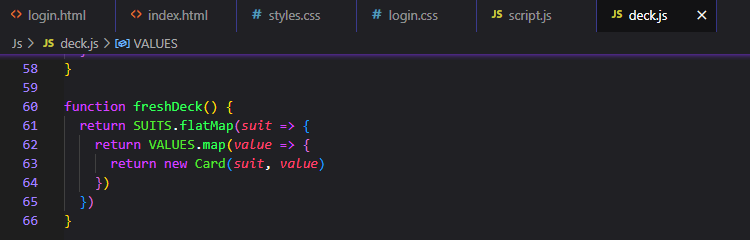 login.html index.html styles.css login.css JS script.js JS deck.js
Js > JS deck.js > VALUES
58 }
59
60 function freshDeck() {
61 return SUITS.flatMap(suit => {
62 return VALUES.map(value => {
63 return new Card(suit, value)
64 })
65 })
66 }